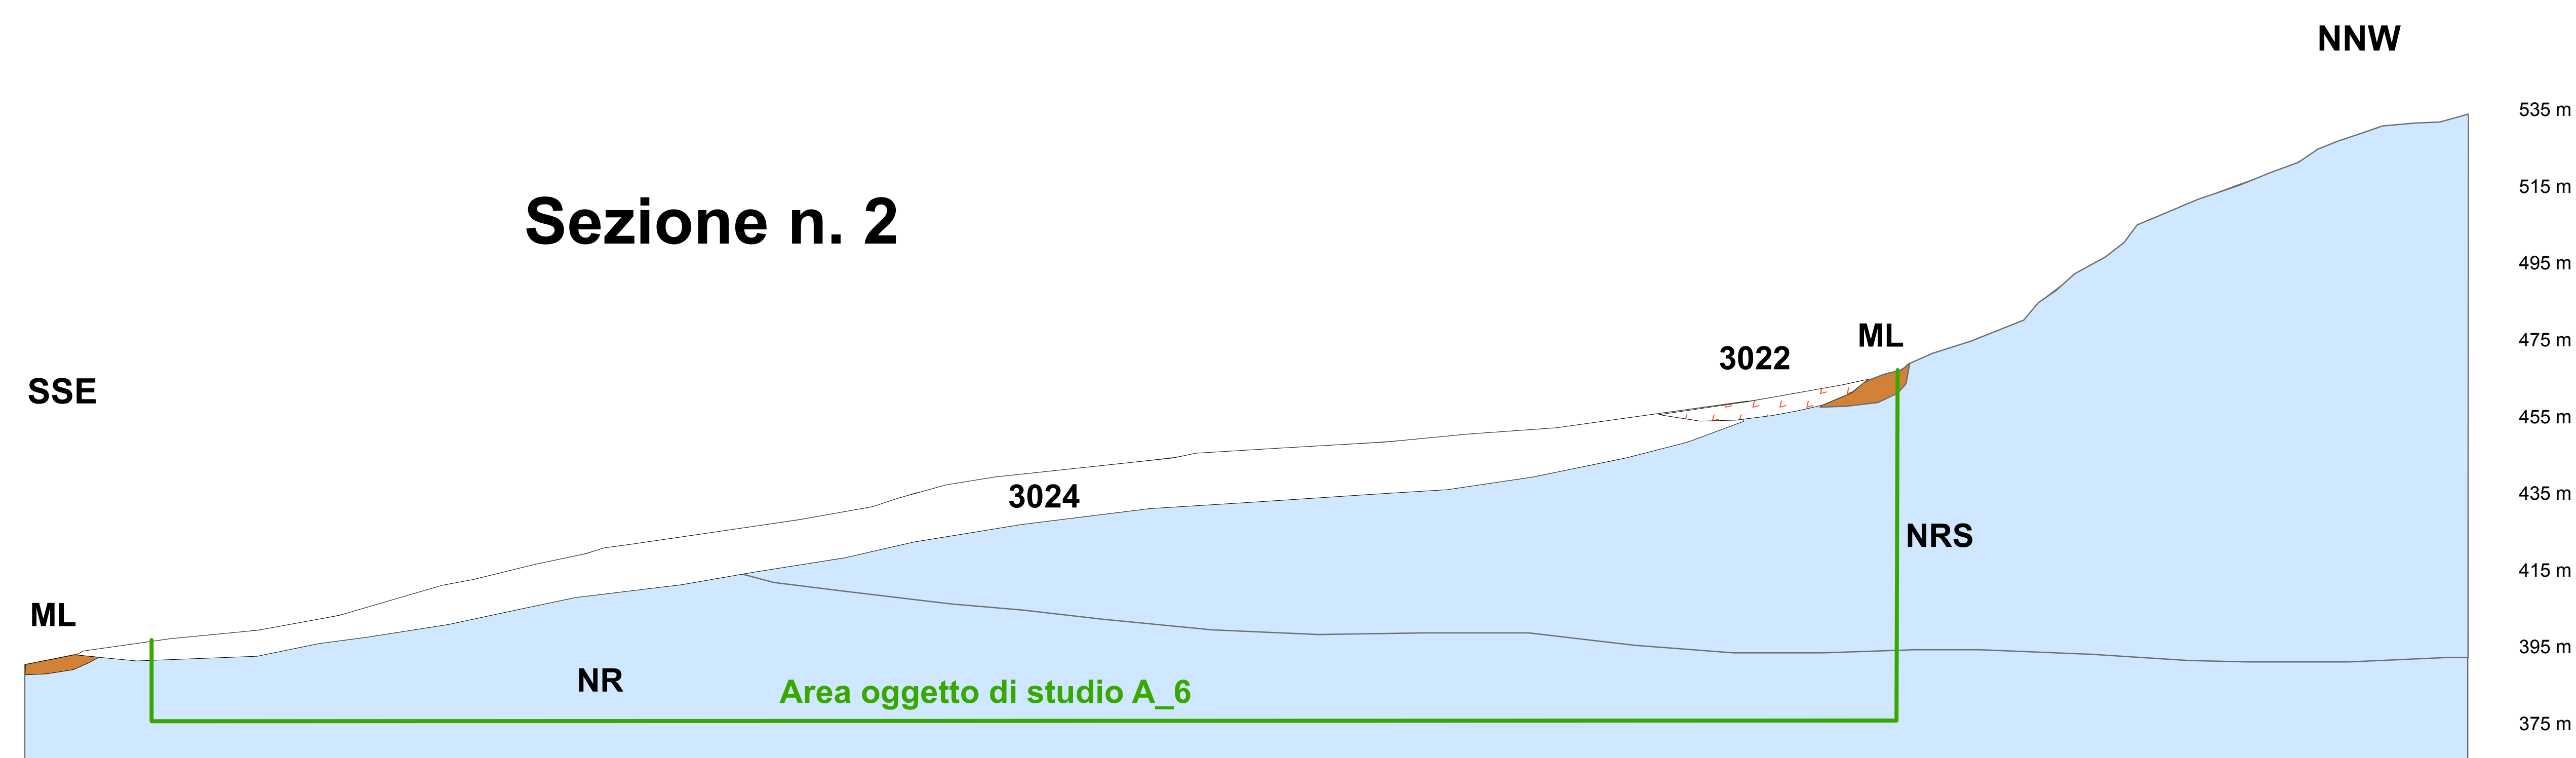 NNW
535 m
515 m
Sezione n. 2
495 m
475 m
ML
3022
SSE
455 m
3024
435 m
NRS
415 m
ML
395 m
NR
Area oggetto di studio A_6
375 m